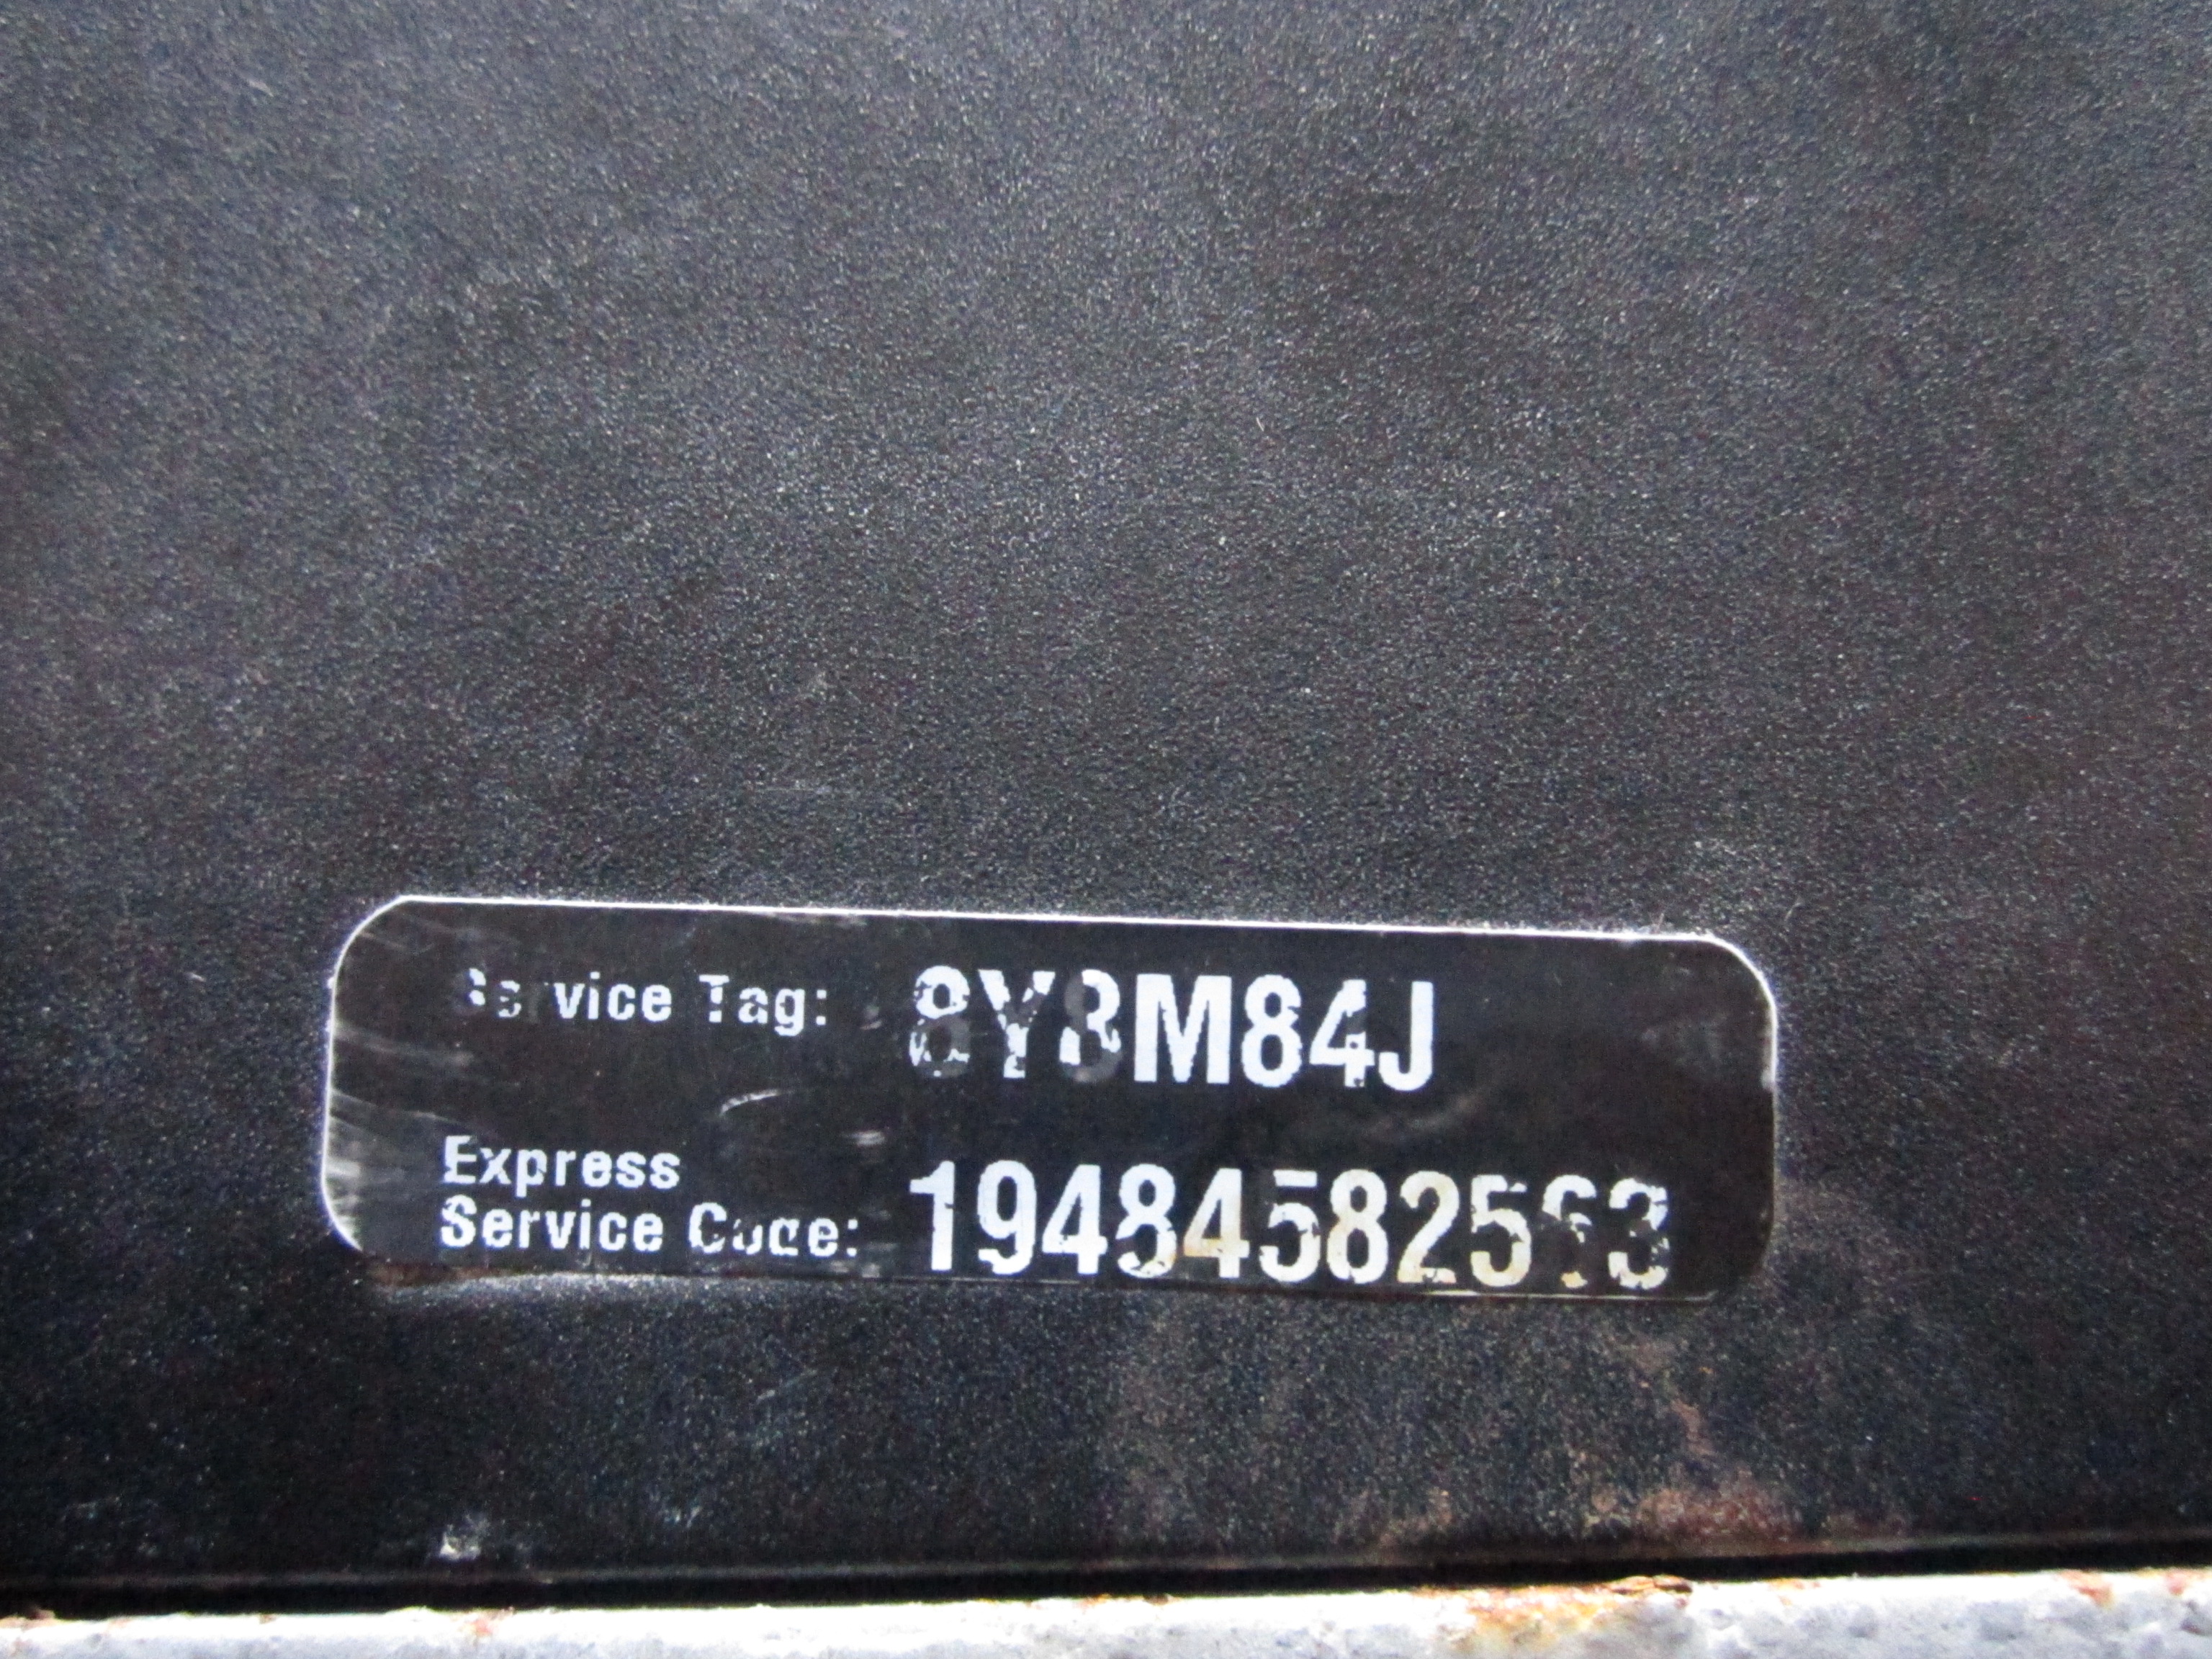 Service Tag: 8Y8M84J
Express
Service Code: 19484582563